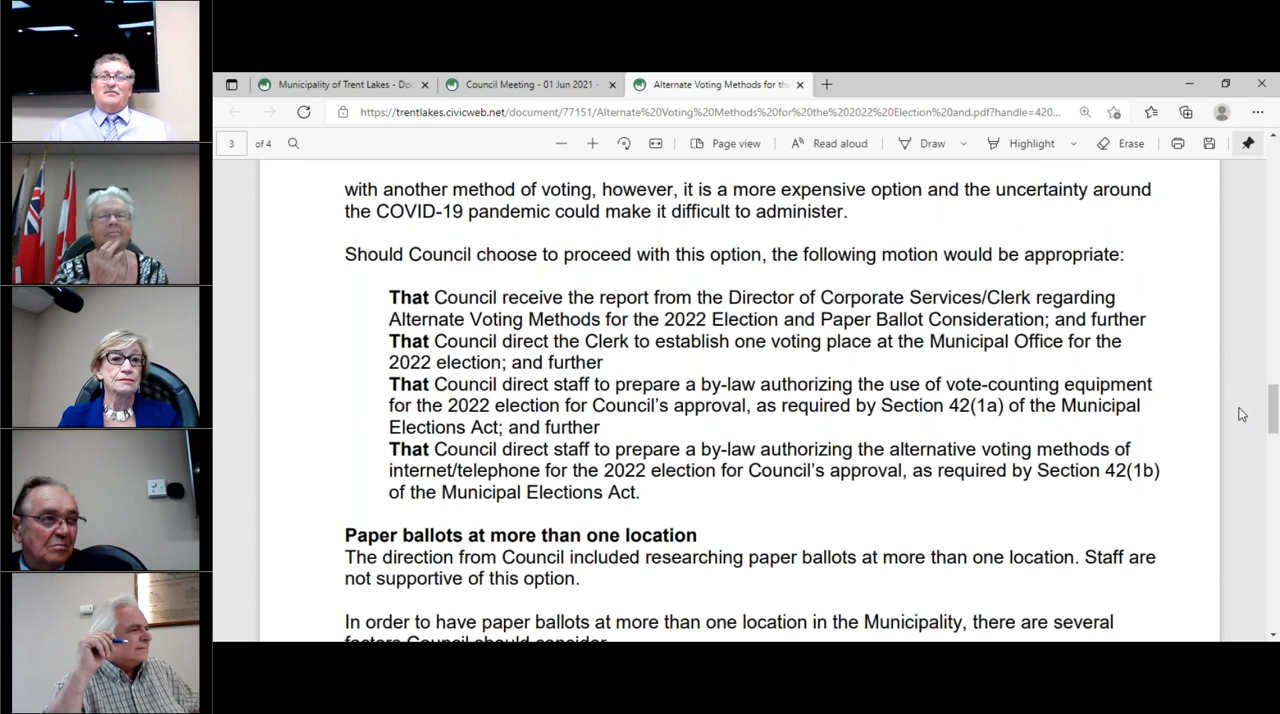 Municipality of Trent Lakes - Doc
Council Meeting - 01 Jun 2021 -
Alternate Voting Methods for the
https://trentlakes.civicweb.net/document/77151/Alternate%20Voting%20Methods%20for%20the%202022%20Election%20and.pdf?handle=420...
3 of 4
Page view
Read aloud
Draw
Highlight
Erase
with another method of voting, however, it is a more expensive option and the uncertainty around
the COVID-19 pandemic could make it difficult to administer.
Should Council choose to proceed with this option, the following motion would be appropriate:
That Council receive the report from the Director of Corporate Services/Clerk regarding
Alternate Voting Methods for the 2022 Election and Paper Ballot Consideration; and further
That Council direct the Clerk to establish one voting place at the Municipal Office for the
2022 election; and further
That Council direct staff to prepare a by-law authorizing the use of vote-counting equipment
for the 2022 election for Council's approval, as required by Section 42(1a) of the Municipal
Elections Act; and further
That Council direct staff to prepare a by-law authorizing the alternative voting methods of
internet/telephone for the 2022 election for Council's approval, as required by Section 42(1b)
of the Municipal Elections Act.
Paper ballots at more than one location
The direction from Council included researching paper ballots at more than one location. Staff are
not supportive of this option.
In order to have paper ballots at more than one location in the Municipality, there are several
factors Council should consider